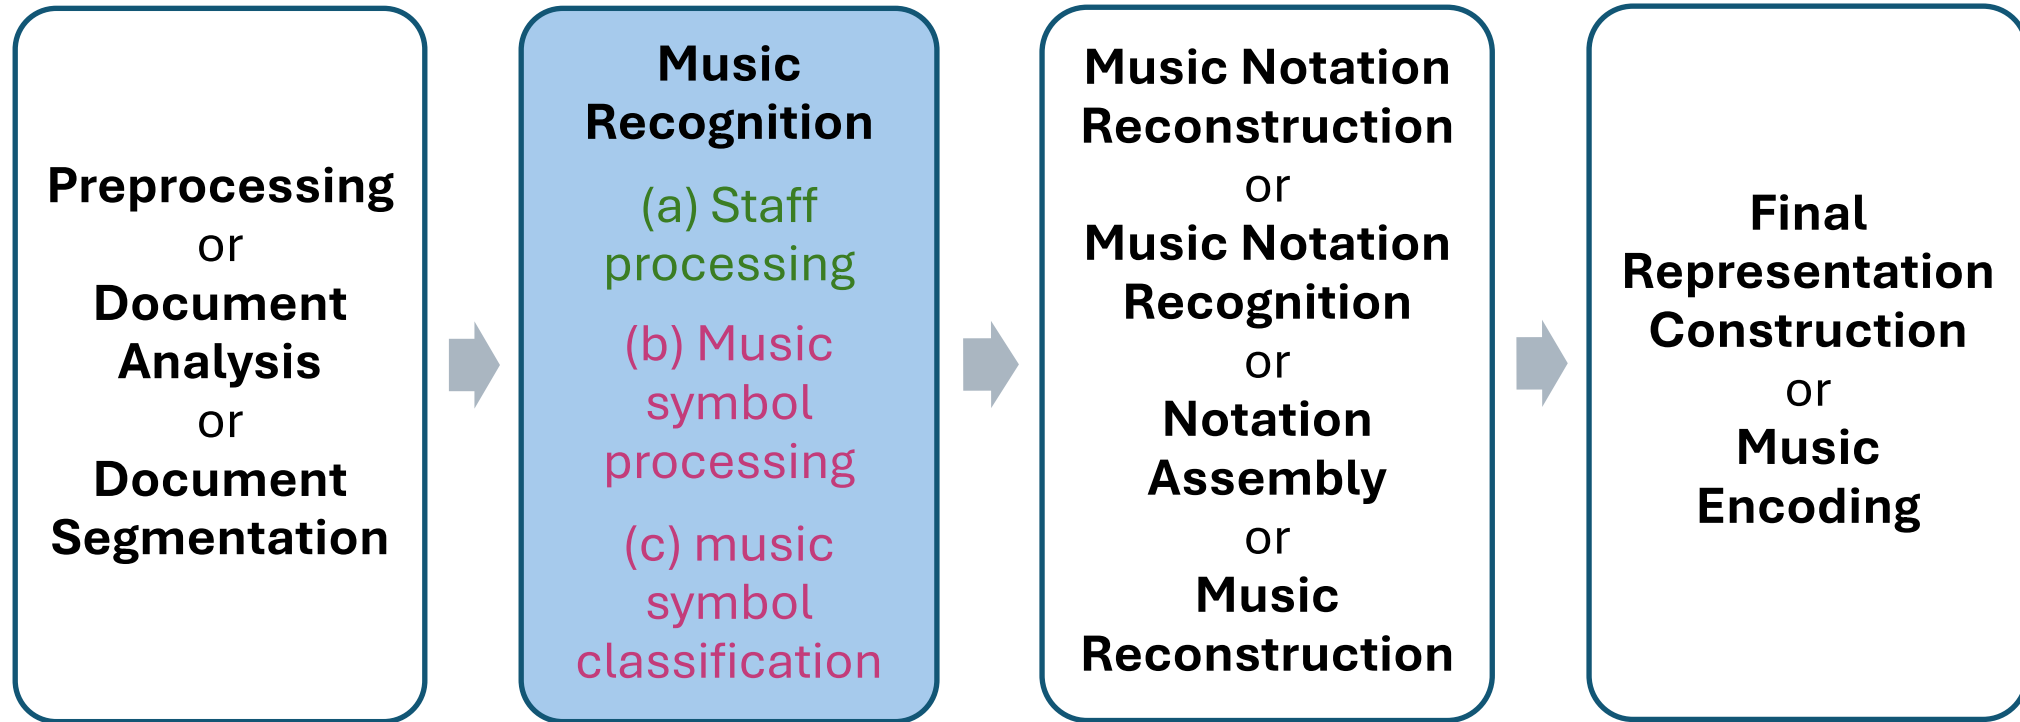 Preprocessing
or
Document
Analysis
or
Document
Segmentation
Music
Recognition
(a) Staff
processing
(b) Music
symbol
processing
(c) music
symbol
classification
Music Notation
Reconstruction
or
Music Notation
Recognition
or
Notation
Assembly
or
Music
Reconstruction
Final
Representation
Construction
or
Music
Encoding